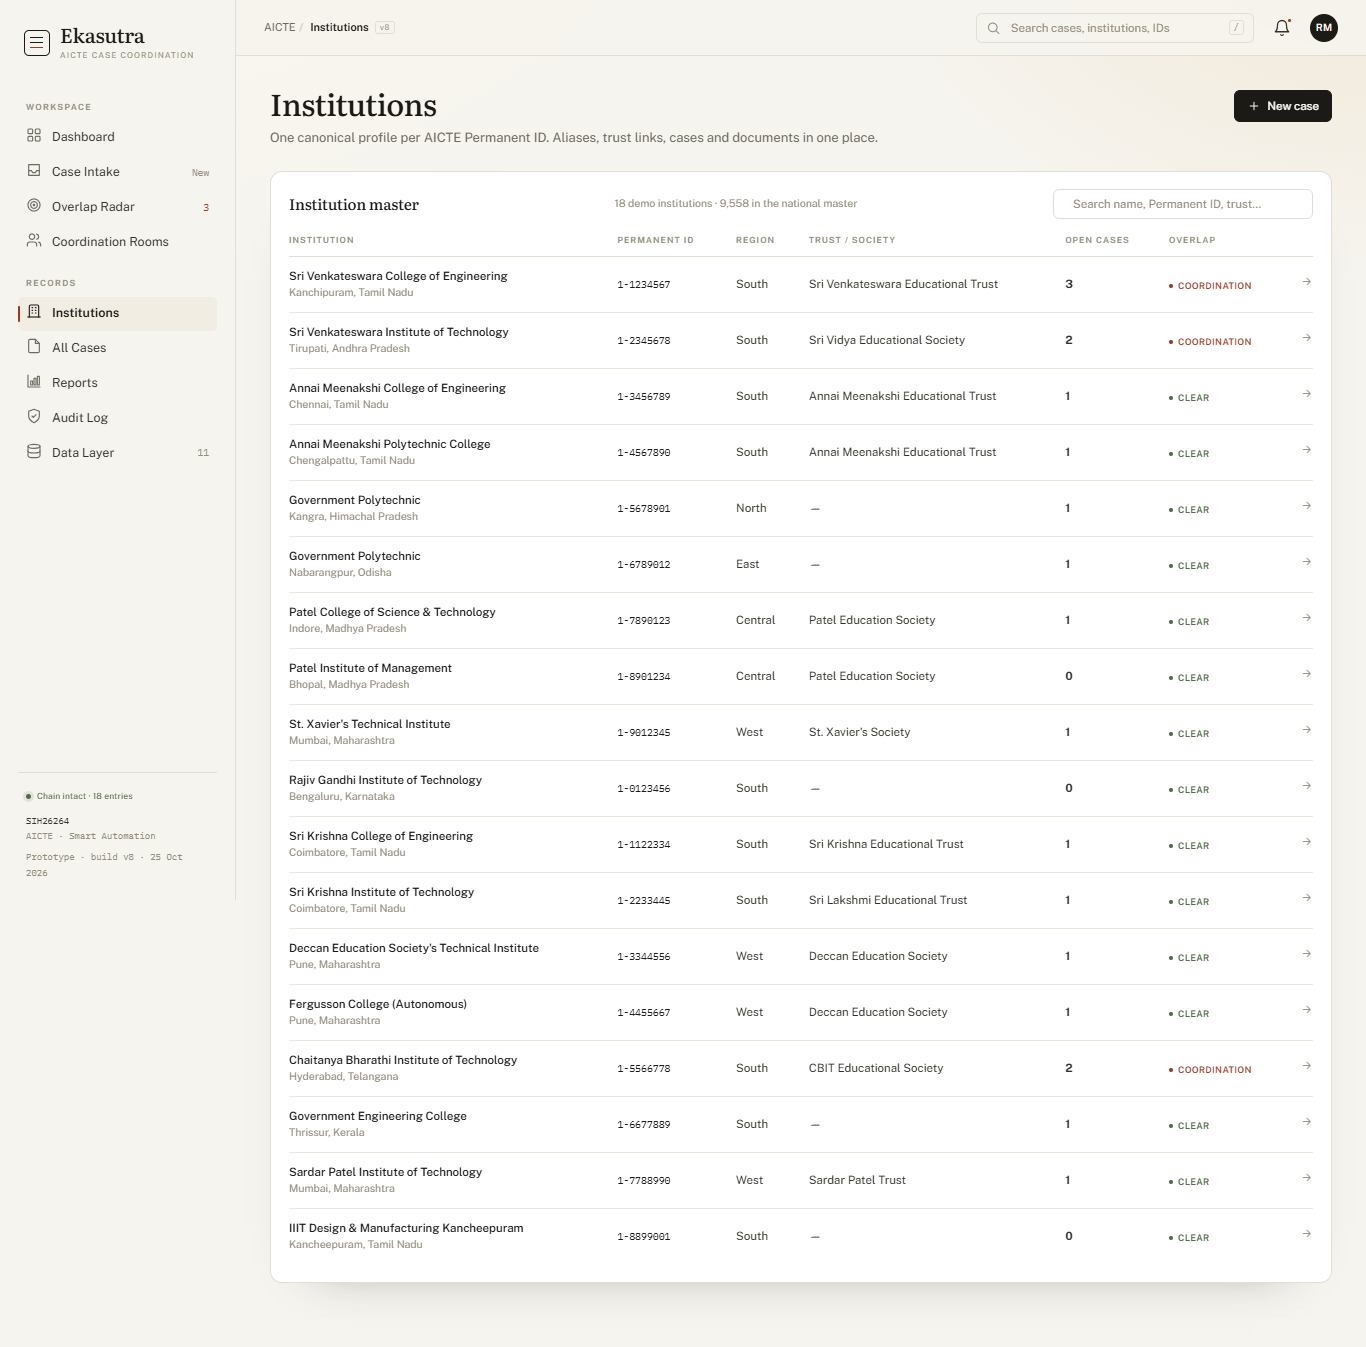 Ekasutra
AICTE CASE COORDINATION
WORKSPACE
Dashboard
Case Intake New
Overlap Radar 3
Coordination Rooms
RECORDS
Institutions
All Cases
Reports
Audit Log
Data Layer 11
Chain intact · 18 entries
SIH26264
AICTE · Smart Automation
Prototype · build v8 · 25 Oct
2026
AICTE / Institutions v8
Search cases, institutions, IDs /
RM
Institutions
One canonical profile per AICTE Permanent ID. Aliases, trust links, cases and documents in one place.
+ New case
Institution master
18 demo institutions · 9,558 in the national master
Search name, Permanent ID, trust…
INSTITUTION PERMANENT ID REGION TRUST / SOCIETY OPEN CASES OVERLAP
Sri Venkateswara College of Engineering
Kanchipuram, Tamil Nadu
1-1234567 South Sri Venkateswara Educational Trust 3 COORDINATION →
Sri Venkateswara Institute of Technology
Tirupati, Andhra Pradesh
1-2345678 South Sri Vidya Educational Society 2 COORDINATION →
Annai Meenakshi College of Engineering
Chennai, Tamil Nadu
1-3456789 South Annai Meenakshi Educational Trust 1 CLEAR →
Annai Meenakshi Polytechnic College
Chengalpattu, Tamil Nadu
1-4567890 South Annai Meenakshi Educational Trust 1 CLEAR →
Government Polytechnic
Kangra, Himachal Pradesh
1-5678901 North — 1 CLEAR →
Government Polytechnic
Nabarangpur, Odisha
1-6789012 East — 1 CLEAR →
Patel College of Science & Technology
Indore, Madhya Pradesh
1-7890123 Central Patel Education Society 1 CLEAR →
Patel Institute of Management
Bhopal, Madhya Pradesh
1-8901234 Central Patel Education Society 0 CLEAR →
St. Xavier's Technical Institute
Mumbai, Maharashtra
1-9012345 West St. Xavier's Society 1 CLEAR →
Rajiv Gandhi Institute of Technology
Bengaluru, Karnataka
1-0123456 South — 0 CLEAR →
Sri Krishna College of Engineering
Coimbatore, Tamil Nadu
1-1122334 South Sri Krishna Educational Trust 1 CLEAR →
Sri Krishna Institute of Technology
Coimbatore, Tamil Nadu
1-2233445 South Sri Lakshmi Educational Trust 1 CLEAR →
Deccan Education Society's Technical Institute
Pune, Maharashtra
1-3344556 West Deccan Education Society 1 CLEAR →
Fergusson College (Autonomous)
Pune, Maharashtra
1-4455667 West Deccan Education Society 1 CLEAR →
Chaitanya Bharathi Institute of Technology
Hyderabad, Telangana
1-5566778 South CBIT Educational Society 2 COORDINATION →
Government Engineering College
Thrissur, Kerala
1-6677889 South — 1 CLEAR →
Sardar Patel Institute of Technology
Mumbai, Maharashtra
1-7788990 West Sardar Patel Trust 1 CLEAR →
IIIT Design & Manufacturing Kancheepuram
Kancheepuram, Tamil Nadu
1-8899001 South — 0 CLEAR →